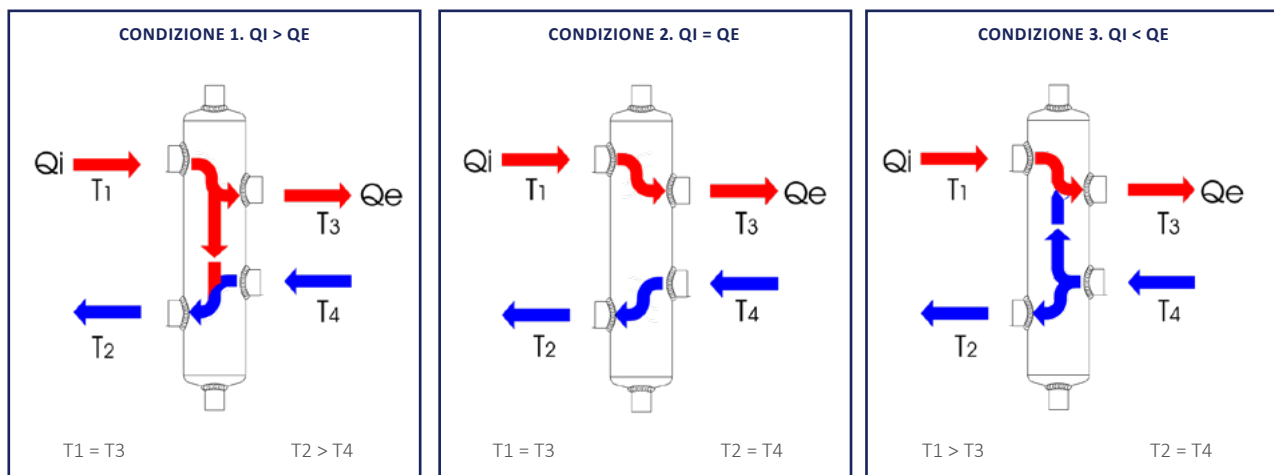 CONDIZIONE 1. QI > QE
Qi
T1
T3
Qe
T2
T4
T1 = T3
T2 > T4
CONDIZIONE 2. QI = QE
Qi
T1
T3
Qe
T2
T4
T1 = T3
T2 = T4
CONDIZIONE 3. QI < QE
Qi
T1
T3
Qe
T2
T4
T1 > T3
T2 = T4